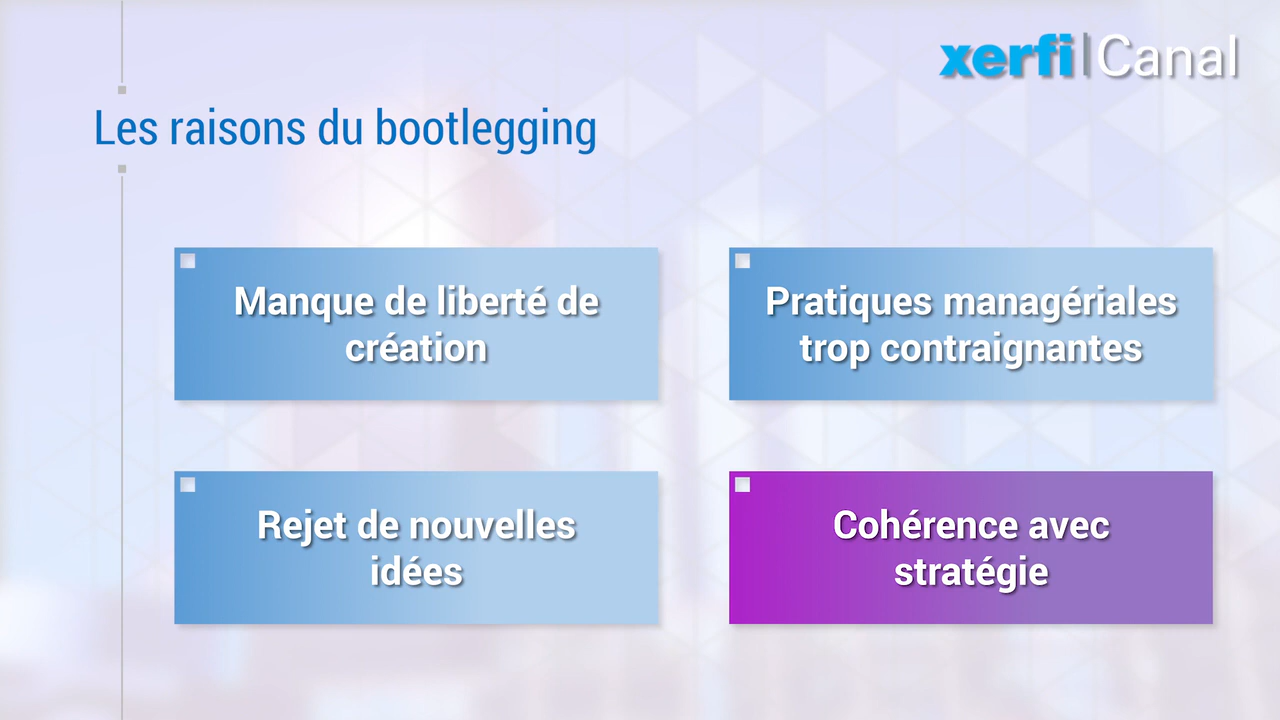 xerfi|Canal
Les raisons du bootlegging
Manque de liberté de
création
Pratiques managériales
trop contraignantes
Rejet de nouvelles
idées
Cohérence avec
stratégie